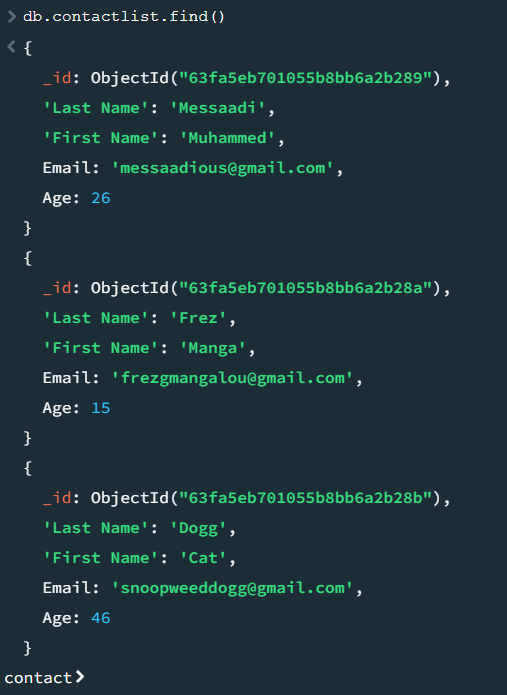 > db.contactlist.find()
< {
_id: ObjectId("63fa5eb701055b8bb6a2b289"),
'Last Name': 'Messaadi',
'First Name': 'Muhammed',
Email: 'messaadious@gmail.com',
Age: 26
}
{
_id: ObjectId("63fa5eb701055b8bb6a2b28a"),
'Last Name': 'Frez',
'First Name': 'Manga',
Email: 'frezgmangalou@gmail.com',
Age: 15
}
{
_id: ObjectId("63fa5eb701055b8bb6a2b28b"),
'Last Name': 'Dogg',
'First Name': 'Cat',
Email: 'snoopweeddogg@gmail.com',
Age: 46
}
contact>